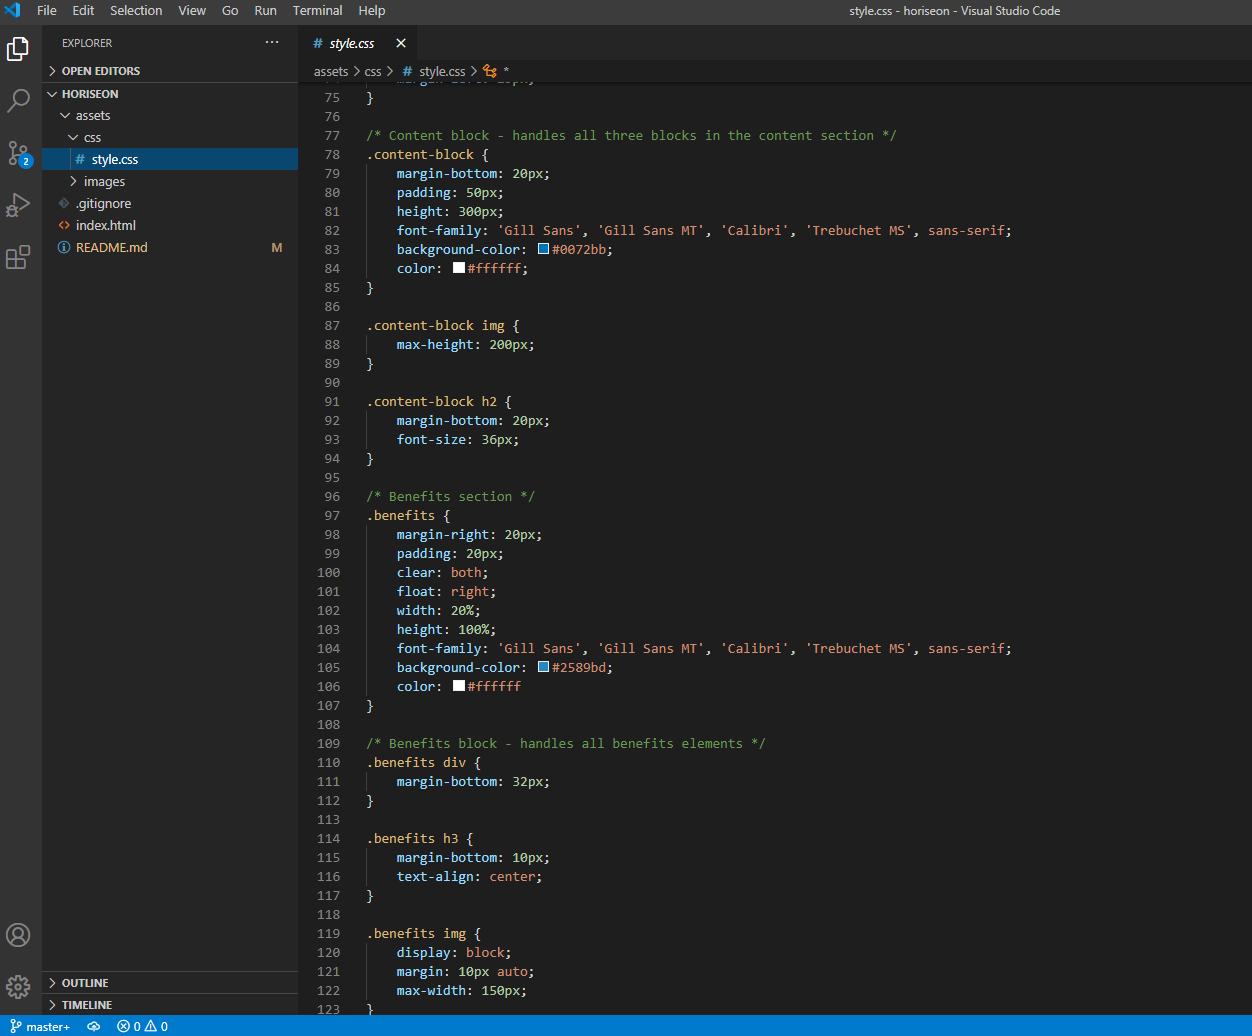 File Edit Selection View Go Run Terminal Help
style.css - horiseon - Visual Studio Code
EXPLORER ···
OPEN EDITORS
HORISEON
assets
css
# style.css
images
.gitignore
index.html
README.md M
2
OUTLINE
TIMELINE
# style.css
assets > css > # style.css > *
75 }
76
77 /* Content block - handles all three blocks in the content section */
78 .content-block {
79 margin-bottom: 20px;
80 padding: 50px;
81 height: 300px;
82 font-family: 'Gill Sans', 'Gill Sans MT', 'Calibri', 'Trebuchet MS', sans-serif;
83 background-color: #0072bb;
84 color: #ffffff;
85 }
86
87 .content-block img {
88 max-height: 200px;
89 }
90
91 .content-block h2 {
92 margin-bottom: 20px;
93 font-size: 36px;
94 }
95
96 /* Benefits section */
97 .benefits {
98 margin-right: 20px;
99 padding: 20px;
100 clear: both;
101 float: right;
102 width: 20%;
103 height: 100%;
104 font-family: 'Gill Sans', 'Gill Sans MT', 'Calibri', 'Trebuchet MS', sans-serif;
105 background-color: #2589bd;
106 color: #ffffff
107 }
108
109 /* Benefits block - handles all benefits elements */
110 .benefits div {
111 margin-bottom: 32px;
112 }
113
114 .benefits h3 {
115 margin-bottom: 10px;
116 text-align: center;
117 }
118
119 .benefits img {
120 display: block;
121 margin: 10px auto;
122 max-width: 150px;
123 }
master+ 0 0